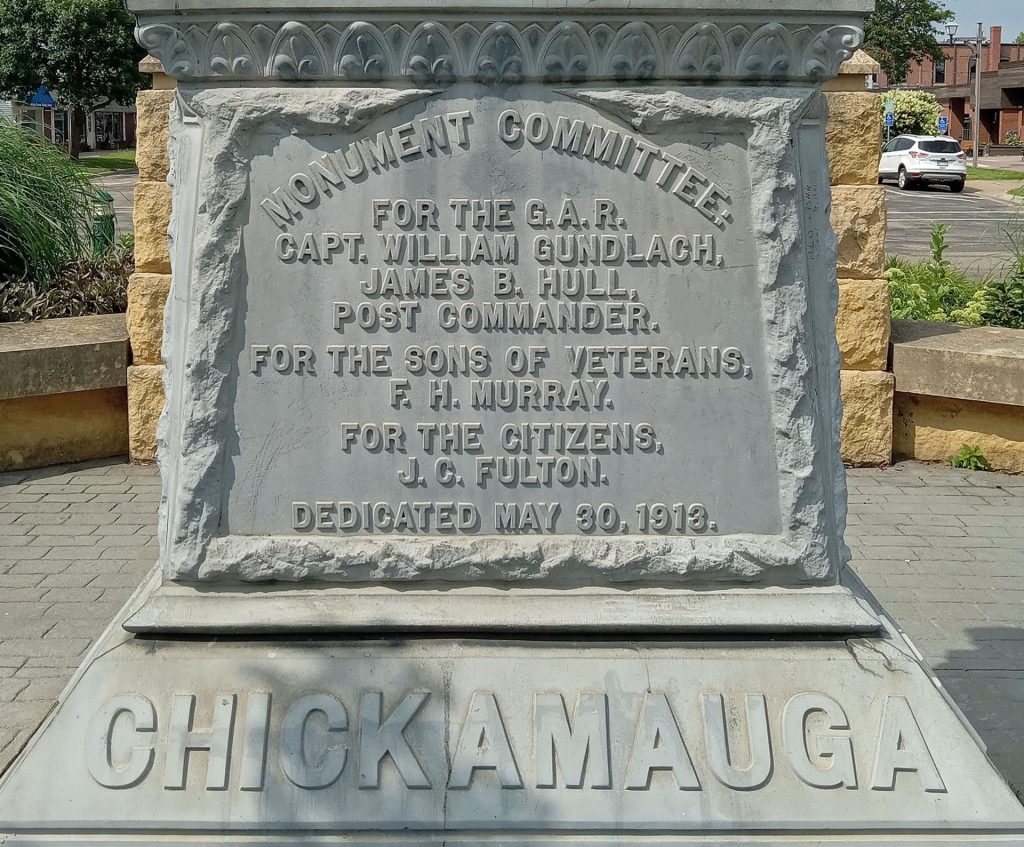 MONUMENT COMMITTEE:
FOR THE G.A.R.
CAPT. WILLIAM GUNDLACH,
JAMES B. HULL,
POST COMMANDER.
FOR THE SONS OF VETERANS,
F. H. MURRAY.
FOR THE CITIZENS,
J. C. FULTON.
DEDICATED MAY 30, 1913.
CHICKAMAUGA